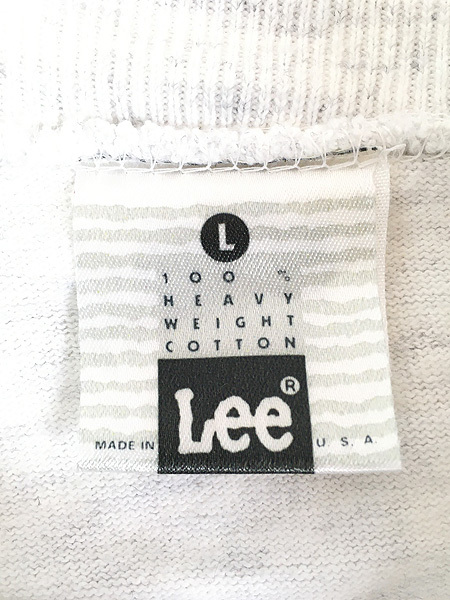 L
100%
HEAVY
WEIGHT
COTTON
Lee®
MADE IN U.S.A.